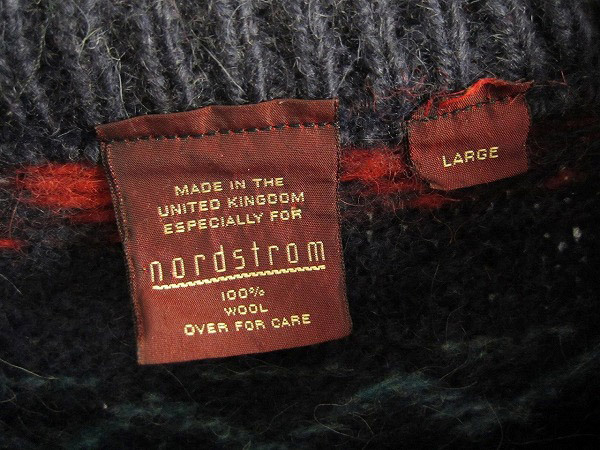 MADE IN THE
UNITED KINGDOM
ESPECIALLY FOR
nordstrom
100%
WOOL
OVER FOR CARE
LARGE